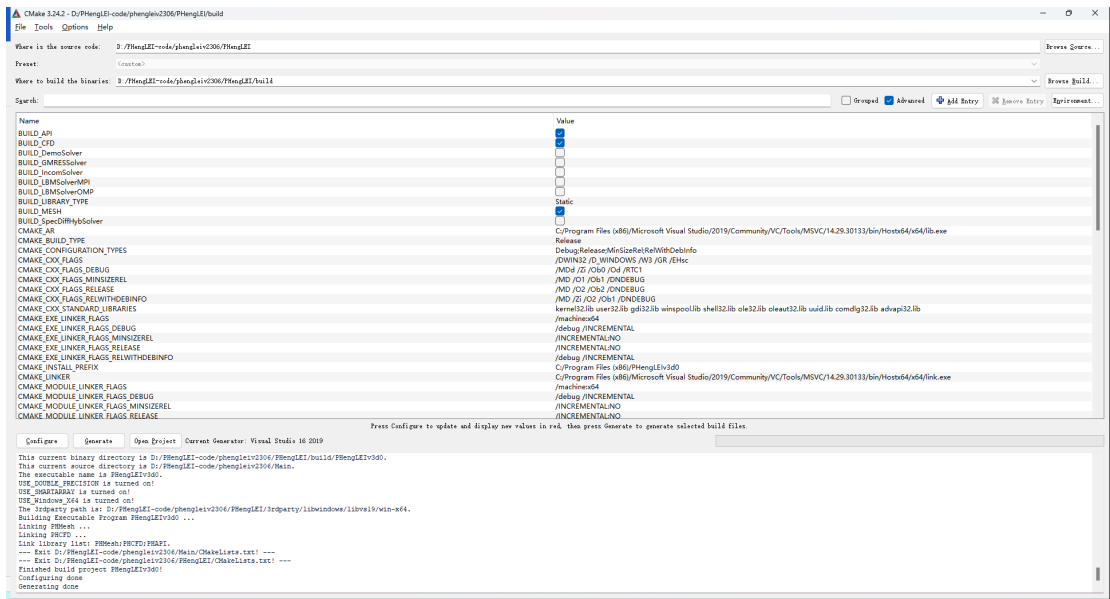 CMake 3.24.2 - D:/PHengLEI-code/phengleiv2306/PHengLEI/build
File Tools Options Help
Where is the source code: D:/PHengLEI-code/phengleiv2306/PHengLEI Browse Source...
Preset: <custom>
Where to build the binaries: D:/PHengLEI-code/phengleiv2306/PHengLEI/build Browse Build...
Search: Grouped Advanced Add Entry Remove Entry Environment...
Name Value
BUILD_API
BUILD_CFD
BUILD_DemoSolver
BUILD_GMRESSolver
BUILD_IncomSolver
BUILD_LBMSolverMPI
BUILD_LBMSolverOMP
BUILD_LIBRARY_TYPE Static
BUILD_MESH
BUILD_SpecDiffHybSolver
CMAKE_AR C:/Program Files (x86)/Microsoft Visual Studio/2019/Community/VC/Tools/MSVC/14.29.30133/bin/Hostx64/x64/lib.exe
CMAKE_BUILD_TYPE Release
CMAKE_CONFIGURATION_TYPES Debug;Release;MinSizeRel;RelWithDebInfo
CMAKE_CXX_FLAGS /DWIN32 /D_WINDOWS /W3 /GR /EHsc
CMAKE_CXX_FLAGS_DEBUG /MDd /Zi /Ob0 /Od /RTC1
CMAKE_CXX_FLAGS_MINSIZEREL /MD /O1 /Ob1 /DNDEBUG
CMAKE_CXX_FLAGS_RELEASE /MD /O2 /Ob2 /DNDEBUG
CMAKE_CXX_FLAGS_RELWITHDEBINFO /MD /Zi /O2 /Ob1 /DNDEBUG
CMAKE_CXX_STANDARD_LIBRARIES kernel32.lib user32.lib gdi32.lib winspool.lib shell32.lib ole32.lib oleaut32.lib uuid.lib comdlg32.lib advapi32.lib
CMAKE_EXE_LINKER_FLAGS /machine:x64
CMAKE_EXE_LINKER_FLAGS_DEBUG /debug /INCREMENTAL
CMAKE_EXE_LINKER_FLAGS_MINSIZEREL /INCREMENTAL:NO
CMAKE_EXE_LINKER_FLAGS_RELEASE /INCREMENTAL:NO
CMAKE_EXE_LINKER_FLAGS_RELWITHDEBINFO /debug /INCREMENTAL
CMAKE_INSTALL_PREFIX C:/Program Files (x86)/PHengLEIv3d0
CMAKE_LINKER C:/Program Files (x86)/Microsoft Visual Studio/2019/Community/VC/Tools/MSVC/14.29.30133/bin/Hostx64/x64/link.exe
CMAKE_MODULE_LINKER_FLAGS /machine:x64
CMAKE_MODULE_LINKER_FLAGS_DEBUG /debug /INCREMENTAL
CMAKE_MODULE_LINKER_FLAGS_MINSIZEREL /INCREMENTAL:NO
CMAKE_MODULE_LINKER_FLAGS_RELEASE /INCREMENTAL:NO
Press Configure to update and display new values in red, then press Generate to generate selected build files.
Configure Generate Open Project Current Generator: Visual Studio 16 2019
This current binary directory is D:/PHengLEI-code/phengleiv2306/PHengLEI/build/PHengLEIv3d0.
This current source directory is D:/PHengLEI-code/phengleiv2306/Main.
The executable name is PHengLEIv3d0.
USE_DOUBLE_PRECISION is turned on!
USE_SMARTARRAY is turned on!
USE_Windows_X64 is turned on!
The 3rdparty path is: D:/PHengLEI-code/phengleiv2306/PHengLEI/3rdparty/libwindows/libvs19/win-x64.
Building Executable Program PHengLEIv3d0 ...
Linking PHMesh ...
Linking PHCFD ...
Link library list: PHMesh;PHCFD;PHAPI.
--- Exit D:/PHengLEI-code/phengleiv2306/Main/CMakeLists.txt! ---
--- Exit D:/PHengLEI-code/phengleiv2306/PHengLEI/CMakeLists.txt! ---
Finished build project PHengLEIv3d0!
Configuring done
Generating done